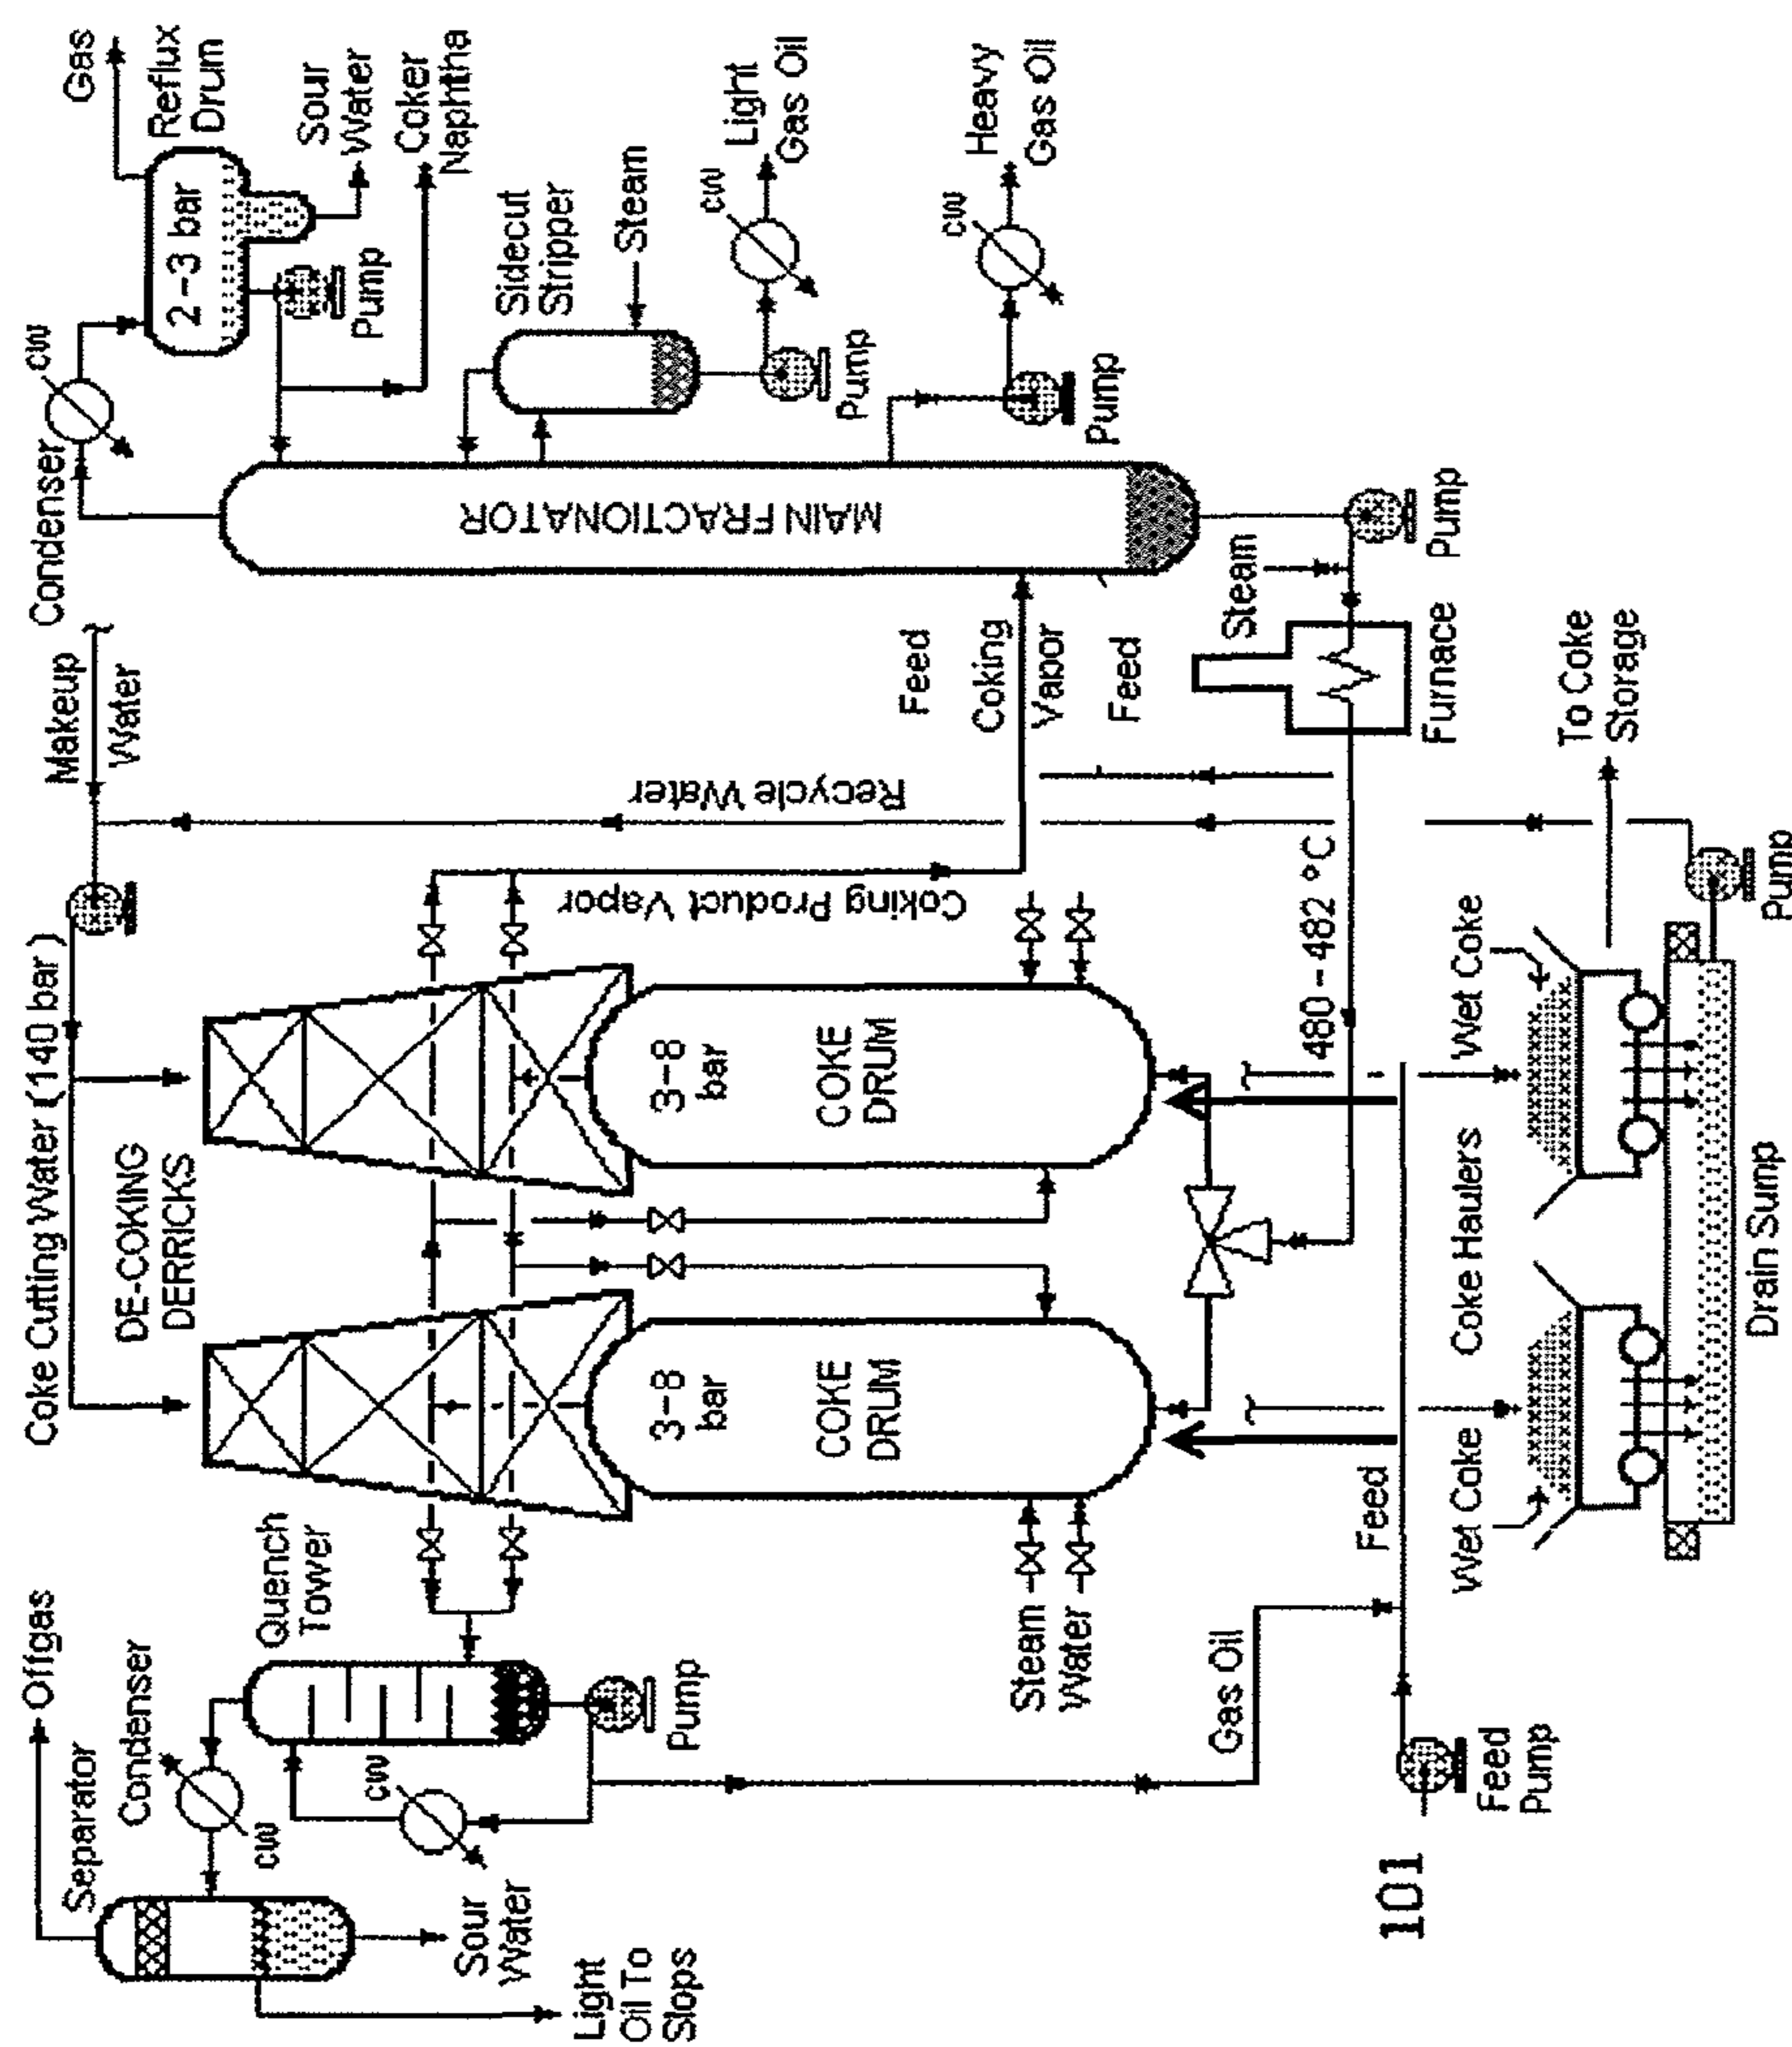 Gas
Reflux
Drum
2-3 bar
Sour
Water
Coker
Naphtha
Pump
CW
Condenser
Makeup
Water
Coke Cutting Water (140 bar)
DE-COKING
DERRICKS
Offgas
Separator
Condenser
CW
Quench
Tower
CW
Pump
Sour
Water
Light
Oil To
Slops
Sidecut
Stripper
Steam
CW
Light
Gas Oil
Pump
CW
Heavy
Gas Oil
Pump
MAIN FRACTIONATOR
Recycle Water
Coking Product Vapor
Feed
Coking
Vapor
Feed
Steam
Pump
Furnace
3-8
bar
COKE
DRUM
3-8
bar
COKE
DRUM
Steam
Water
480-482 °C
Gas Oil
Feed
101
Feed
Pump
Wet Coke
Coke Haulers
Wet Coke
To Coke
Storage
Pump
Drain Sump